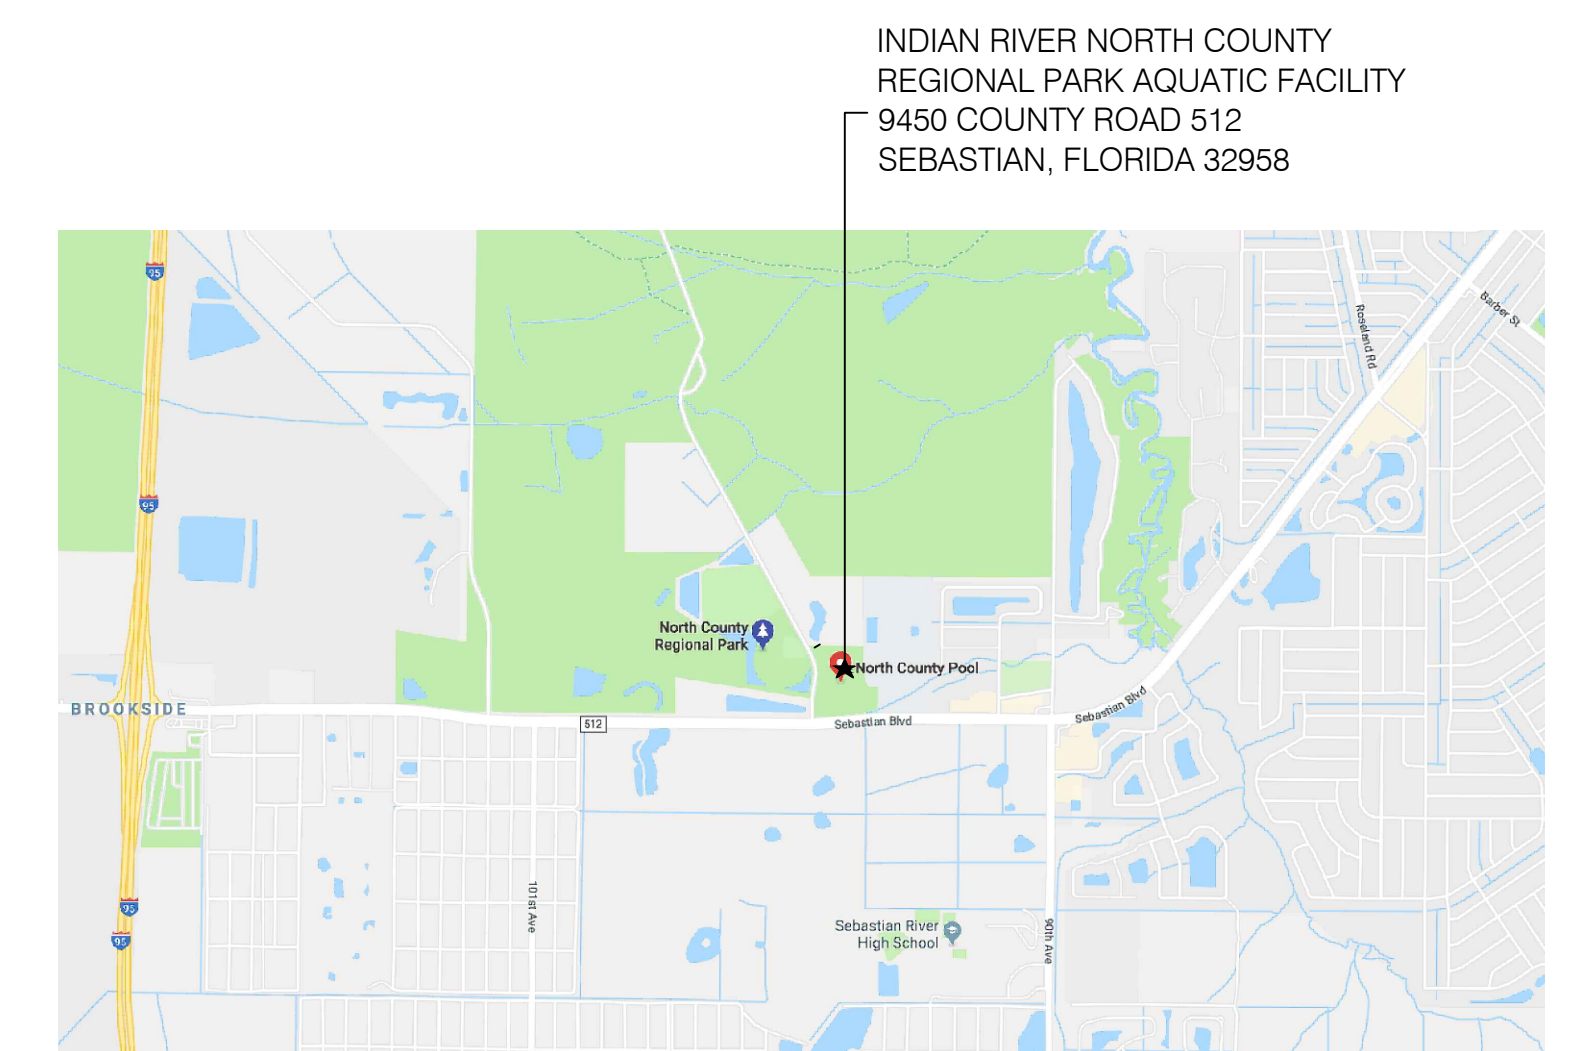 INDIAN RIVER NORTH COUNTY
REGIONAL PARK AQUATIC FACILITY
9450 COUNTY ROAD 512
SEBASTIAN, FLORIDA 32958
95
Barber St
Roseland Rd
95
North County
Regional Park
North County Pool
BROOKSIDE
512
Sebastian Blvd
Sebastian Blvd
101st Ave
95
95
Sebastian River
High School
90th Ave